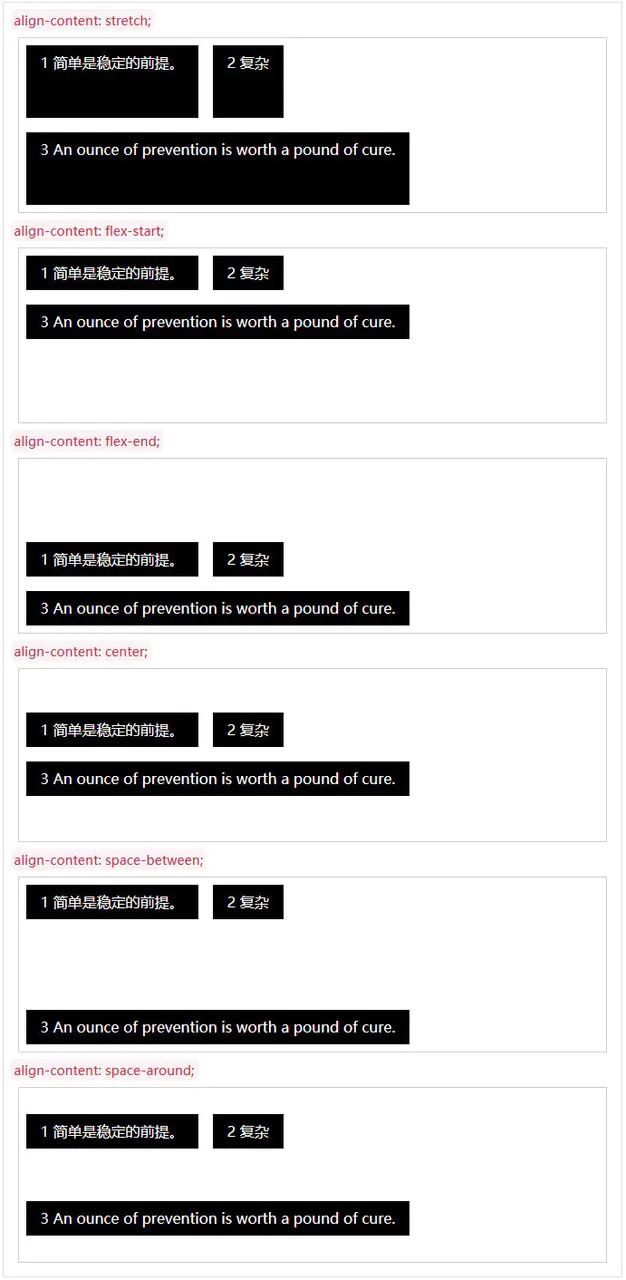 align-content: stretch;
1 简单是稳定的前提。 2 复杂
3 An ounce of prevention is worth a pound of cure.
align-content: flex-start;
1 简单是稳定的前提。 2 复杂
3 An ounce of prevention is worth a pound of cure.
align-content: flex-end;
1 简单是稳定的前提。 2 复杂
3 An ounce of prevention is worth a pound of cure.
align-content: center;
1 简单是稳定的前提。 2 复杂
3 An ounce of prevention is worth a pound of cure.
align-content: space-between;
1 简单是稳定的前提。 2 复杂
3 An ounce of prevention is worth a pound of cure.
align-content: space-around;
1 简单是稳定的前提。 2 复杂
3 An ounce of prevention is worth a pound of cure.